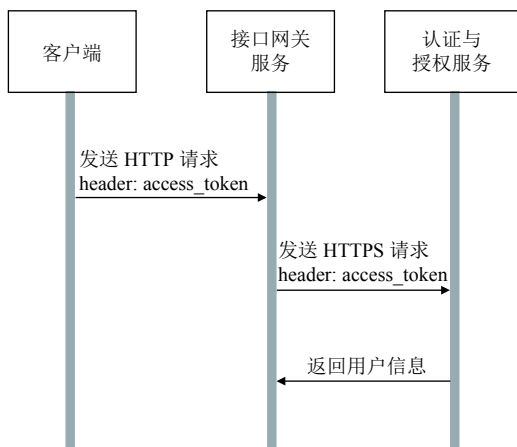 客户端
接口网关
服务
认证与
授权服务
发送 HTTP 请求
header: access_token
发送 HTTPS 请求
header: access_token
返回用户信息